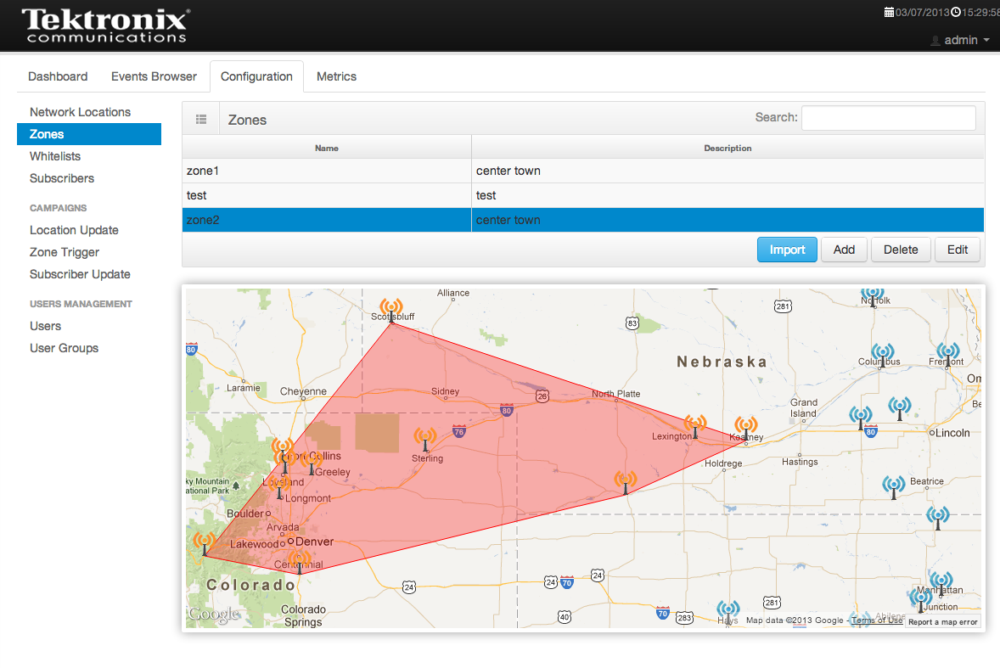 Tektronix®
communications
03/07/2013 15:29:58
admin
Dashboard Events Browser Configuration Metrics
Network Locations
Zones
Whitelists
Subscribers
CAMPAIGNS
Location Update
Zone Trigger
Subscriber Update
USERS MANAGEMENT
Users
User Groups
Zones Search:
Name Description
zone1 center town
test test
zone2 center town
Import Add Delete Edit
Alliance
Norfolk
Scottsbluff
281
83
80
Nebraska
Columbus
Fremont
Om
Laramie
Cheyenne
Sidney
26
North Platte
Grand
Island
Be
80
76
Lexington
Kearney
80
Lincoln
Sterling
Fort Collins
Greeley
Holdrege
Hastings
ky Mountain
ational Park
Loveland
Longmont
Beatrice
Boulder
Arvada
Lakewood
Denver
Centennial
Colorado
24
24
70
24
Manhattan
Junction
Google
Colorado
Springs
40
70
283
281
Hays
Abilene
Map data ©2013 Google - Terms of Use
Report a map error